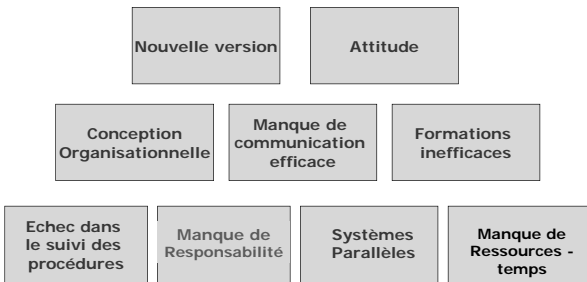 Nouvelle version
Attitude
Conception
Organisationnelle
Manque de
communication
efficace
Formations
inefficaces
Echec dans
le suivi des
procédures
Manque de
Responsabilité
Systèmes
Parallèles
Manque de
Ressources -
temps